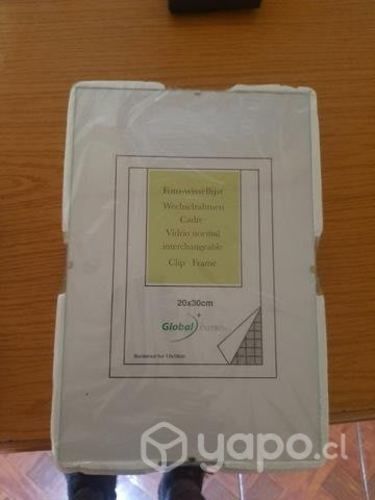 Foto-wissellijst
Wechselrahmen
Cadre
Vidrio normal
interchangeable
Clip - Frame
20x30cm
Global
yapo.cl